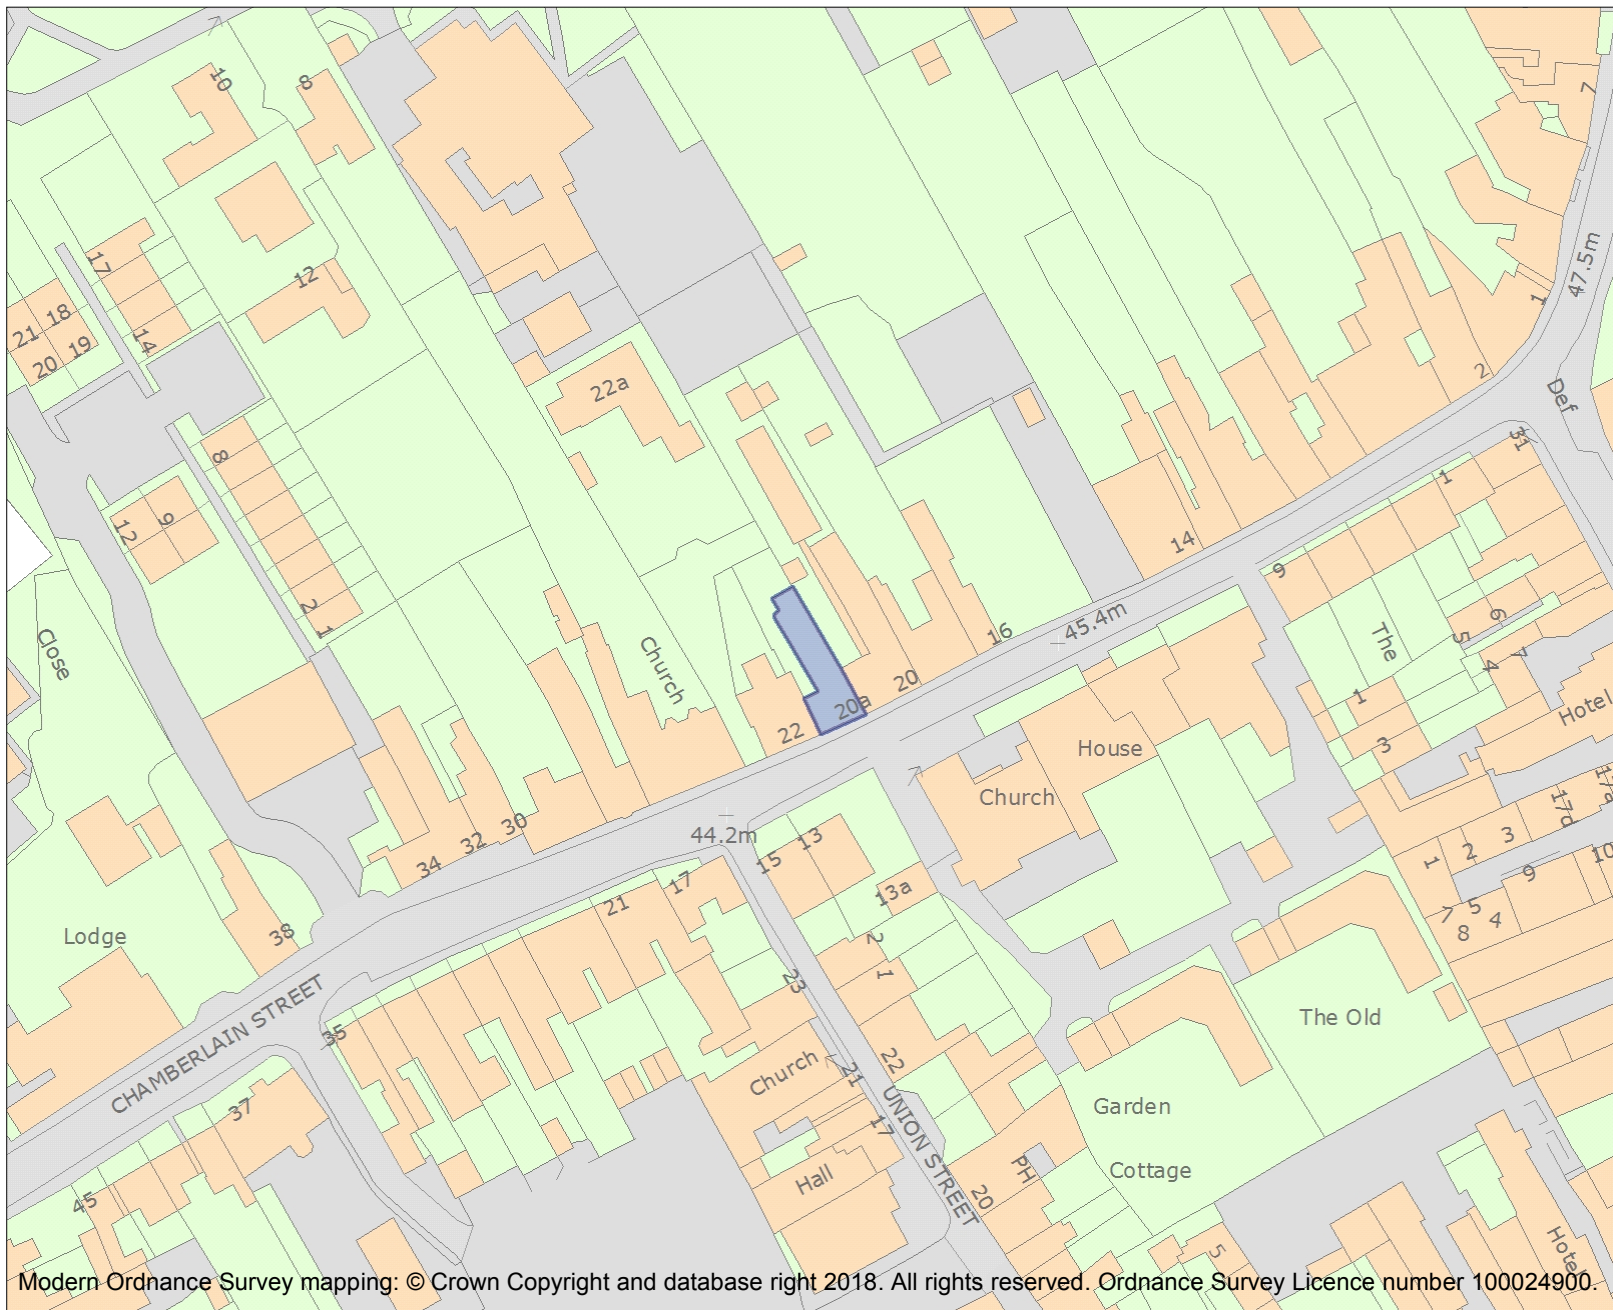 10
8
7
17
12
47.5m
1
18
21
14
19
20
22a
2
Def
31
8
1
9
12
14
9
2
1
16
45.4m
Close
Church
The
6
5
7
4
20
20a
22
1
Hotel
3
House
Church
17a
17d
44.2m
30
32
34
15
13
3
2
1
10
9
13a
17
21
7
5
4
8
38
Lodge
2
1
23
The Old
35
CHAMBERLAIN STREET
Church
21
22
37
UNION STREET
17
Garden
Cottage
PH
Hall
20
45
5
Hotel
Modern Ordnance Survey mapping: © Crown Copyright and database right 2018. All rights reserved. Ordnance Survey Licence number 100024900.